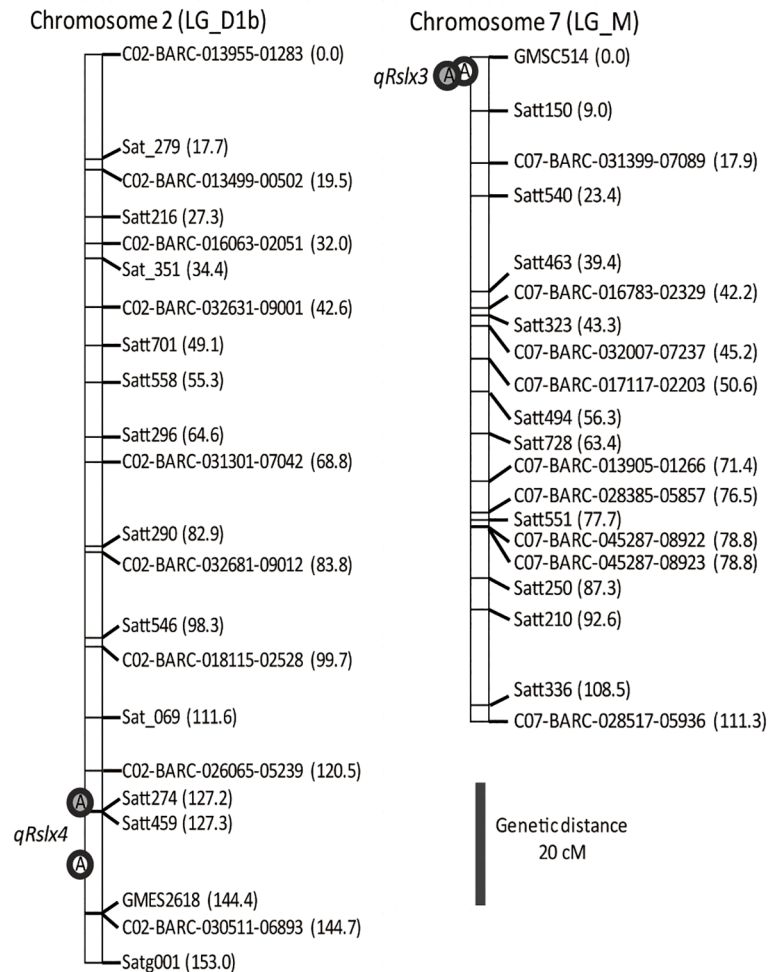 Chromosome 2 (LG_D1b)
C02-BARC-013955-01283 (0.0)
Sat_279 (17.7)
C02-BARC-013499-00502 (19.5)
Satt216 (27.3)
C02-BARC-016063-02051 (32.0)
Sat_351 (34.4)
C02-BARC-032631-09001 (42.6)
Satt701 (49.1)
Satt558 (55.3)
Satt296 (64.6)
C02-BARC-031301-07042 (68.8)
Satt290 (82.9)
C02-BARC-032681-09012 (83.8)
Satt546 (98.3)
C02-BARC-018115-02528 (99.7)
Sat_069 (111.6)
C02-BARC-026065-05239 (120.5)
A
Satt274 (127.2)
Satt459 (127.3)
qRslx4
A
GMES2618 (144.4)
C02-BARC-030511-06893 (144.7)
Satg001 (153.0)
Chromosome 7 (LG_M)
GMSC514 (0.0)
qRslx3
A A
Satt150 (9.0)
C07-BARC-031399-07089 (17.9)
Satt540 (23.4)
Satt463 (39.4)
C07-BARC-016783-02329 (42.2)
Satt323 (43.3)
C07-BARC-032007-07237 (45.2)
C07-BARC-017117-02203 (50.6)
Satt494 (56.3)
Satt728 (63.4)
C07-BARC-013905-01266 (71.4)
C07-BARC-028385-05857 (76.5)
Satt551 (77.7)
C07-BARC-045287-08922 (78.8)
C07-BARC-045287-08923 (78.8)
Satt250 (87.3)
Satt210 (92.6)
Satt336 (108.5)
C07-BARC-028517-05936 (111.3)
Genetic distance
20 cM